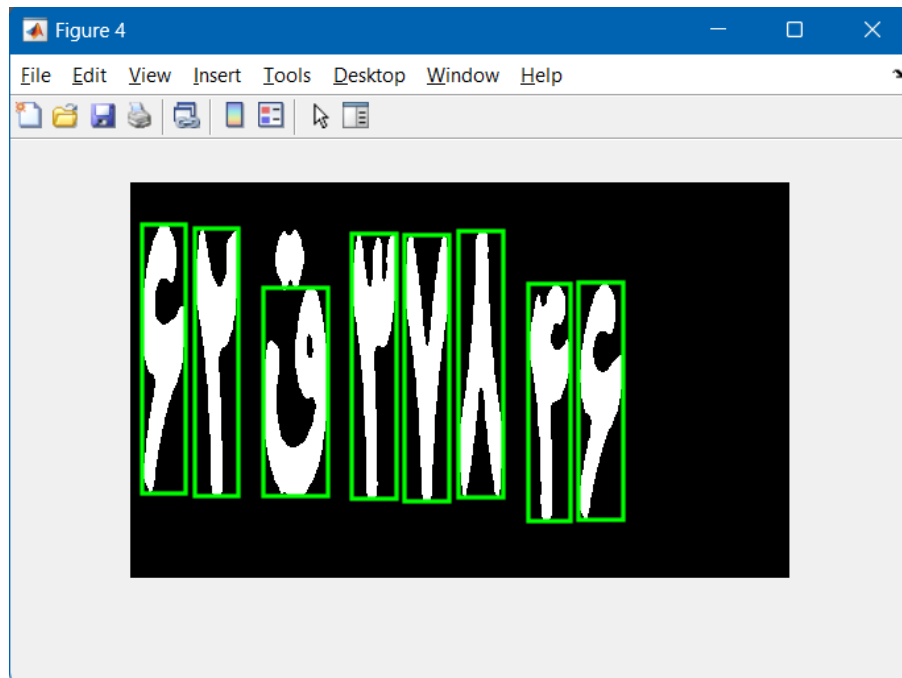 Figure 4
File Edit View Insert Tools Desktop Window Help
۶۲ ق ۳۷۸ ۴۶